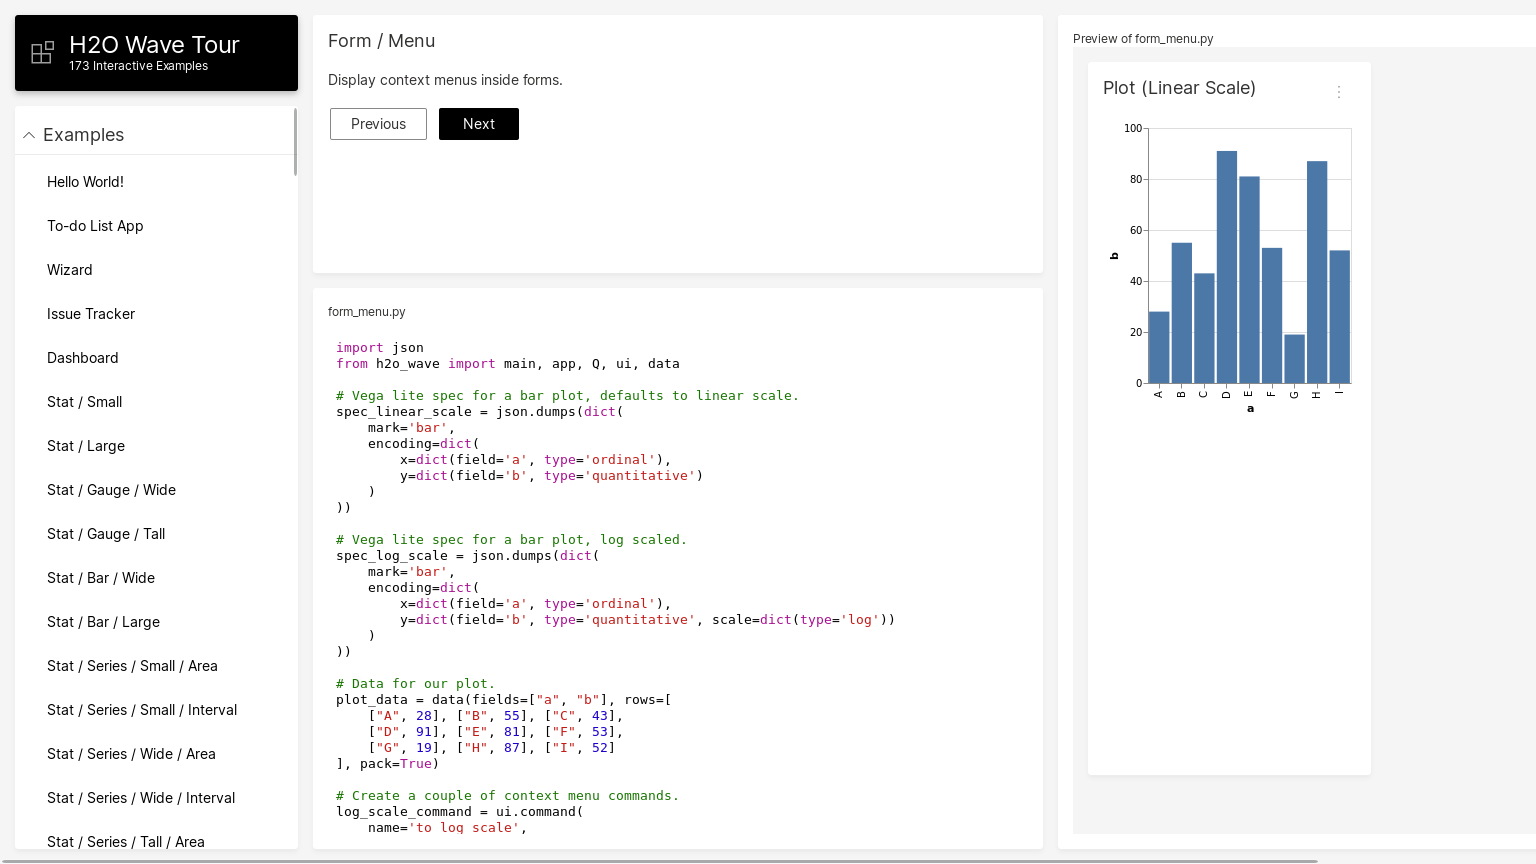 H2O Wave Tour
173 Interactive Examples
Examples
Hello World!
To-do List App
Wizard
Issue Tracker
Dashboard
Stat / Small
Stat / Large
Stat / Gauge / Wide
Stat / Gauge / Tall
Stat / Bar / Wide
Stat / Bar / Large
Stat / Series / Small / Area
Stat / Series / Small / Interval
Stat / Series / Wide / Area
Stat / Series / Wide / Interval
Stat / Series / Tall / Area
Form / Menu
Display context menus inside forms.
Previous
Next
form_menu.py
import json
from h2o_wave import main, app, Q, ui, data
# Vega lite spec for a bar plot, defaults to linear scale.
spec_linear_scale = json.dumps(dict(
    mark='bar',
    encoding=dict(
        x=dict(field='a', type='ordinal'),
        y=dict(field='b', type='quantitative')
    )
))
# Vega lite spec for a bar plot, log scaled.
spec_log_scale = json.dumps(dict(
    mark='bar',
    encoding=dict(
        x=dict(field='a', type='ordinal'),
        y=dict(field='b', type='quantitative', scale=dict(type='log'))
    )
))
# Data for our plot.
plot_data = data(fields=["a", "b"], rows=[
    ["A", 28], ["B", 55], ["C", 43],
    ["D", 91], ["E", 81], ["F", 53],
    ["G", 19], ["H", 87], ["I", 52]
], pack=True)
# Create a couple of context menu commands.
log_scale_command = ui.command(
    name='to_log_scale',
Preview of form_menu.py
Plot (Linear Scale)
100
80
60
40
20
0
b
A
B
C
D
E
F
G
H
I
a